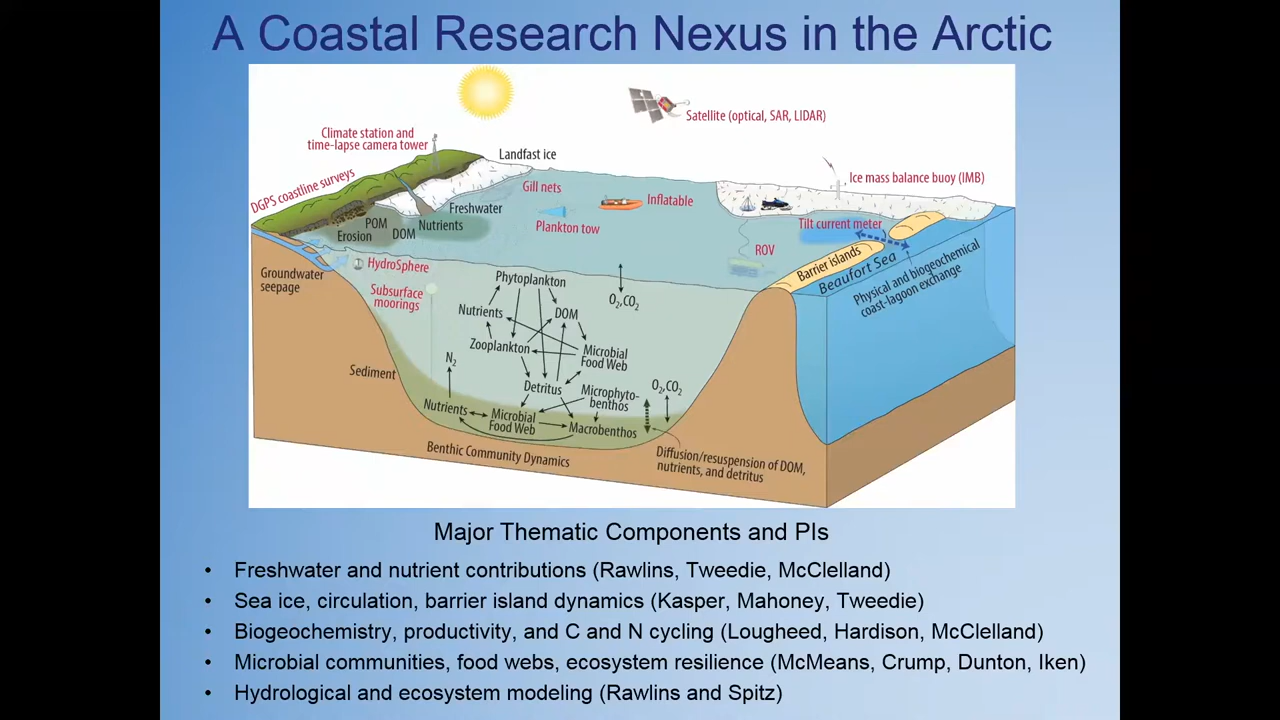 A Coastal Research Nexus in the Arctic
Satellite (optical, SAR, LIDAR)
Climate station and
time-lapse camera tower
Landfast ice
DGPS coastline surveys
Gill nets
Inflatable
Ice mass balance buoy (IMB)
Freshwater
Plankton tow
POM
Nutrients
Erosion
DOM
Tilt current meter
ROV
Barrier islands
Beaufort Sea
Physical and biogeochemical
coast-lagoon exchange
Groundwater
seepage
HydroSphere
Subsurface
moorings
Phytoplankton
O2,CO2
Nutrients
DOM
Zooplankton
Microbial
Food Web
N2
Sediment
Detritus
Microphyto-
benthos
O2,CO2
Nutrients
Microbial
Food Web
Macrobenthos
Benthic Community Dynamics
Diffusion/resuspension of DOM,
nutrients, and detritus
Major Thematic Components and PIs
• Freshwater and nutrient contributions (Rawlins, Tweedie, McClelland)
• Sea ice, circulation, barrier island dynamics (Kasper, Mahoney, Tweedie)
• Biogeochemistry, productivity, and C and N cycling (Lougheed, Hardison, McClelland)
• Microbial communities, food webs, ecosystem resilience (McMeans, Crump, Dunton, Iken)
• Hydrological and ecosystem modeling (Rawlins and Spitz)